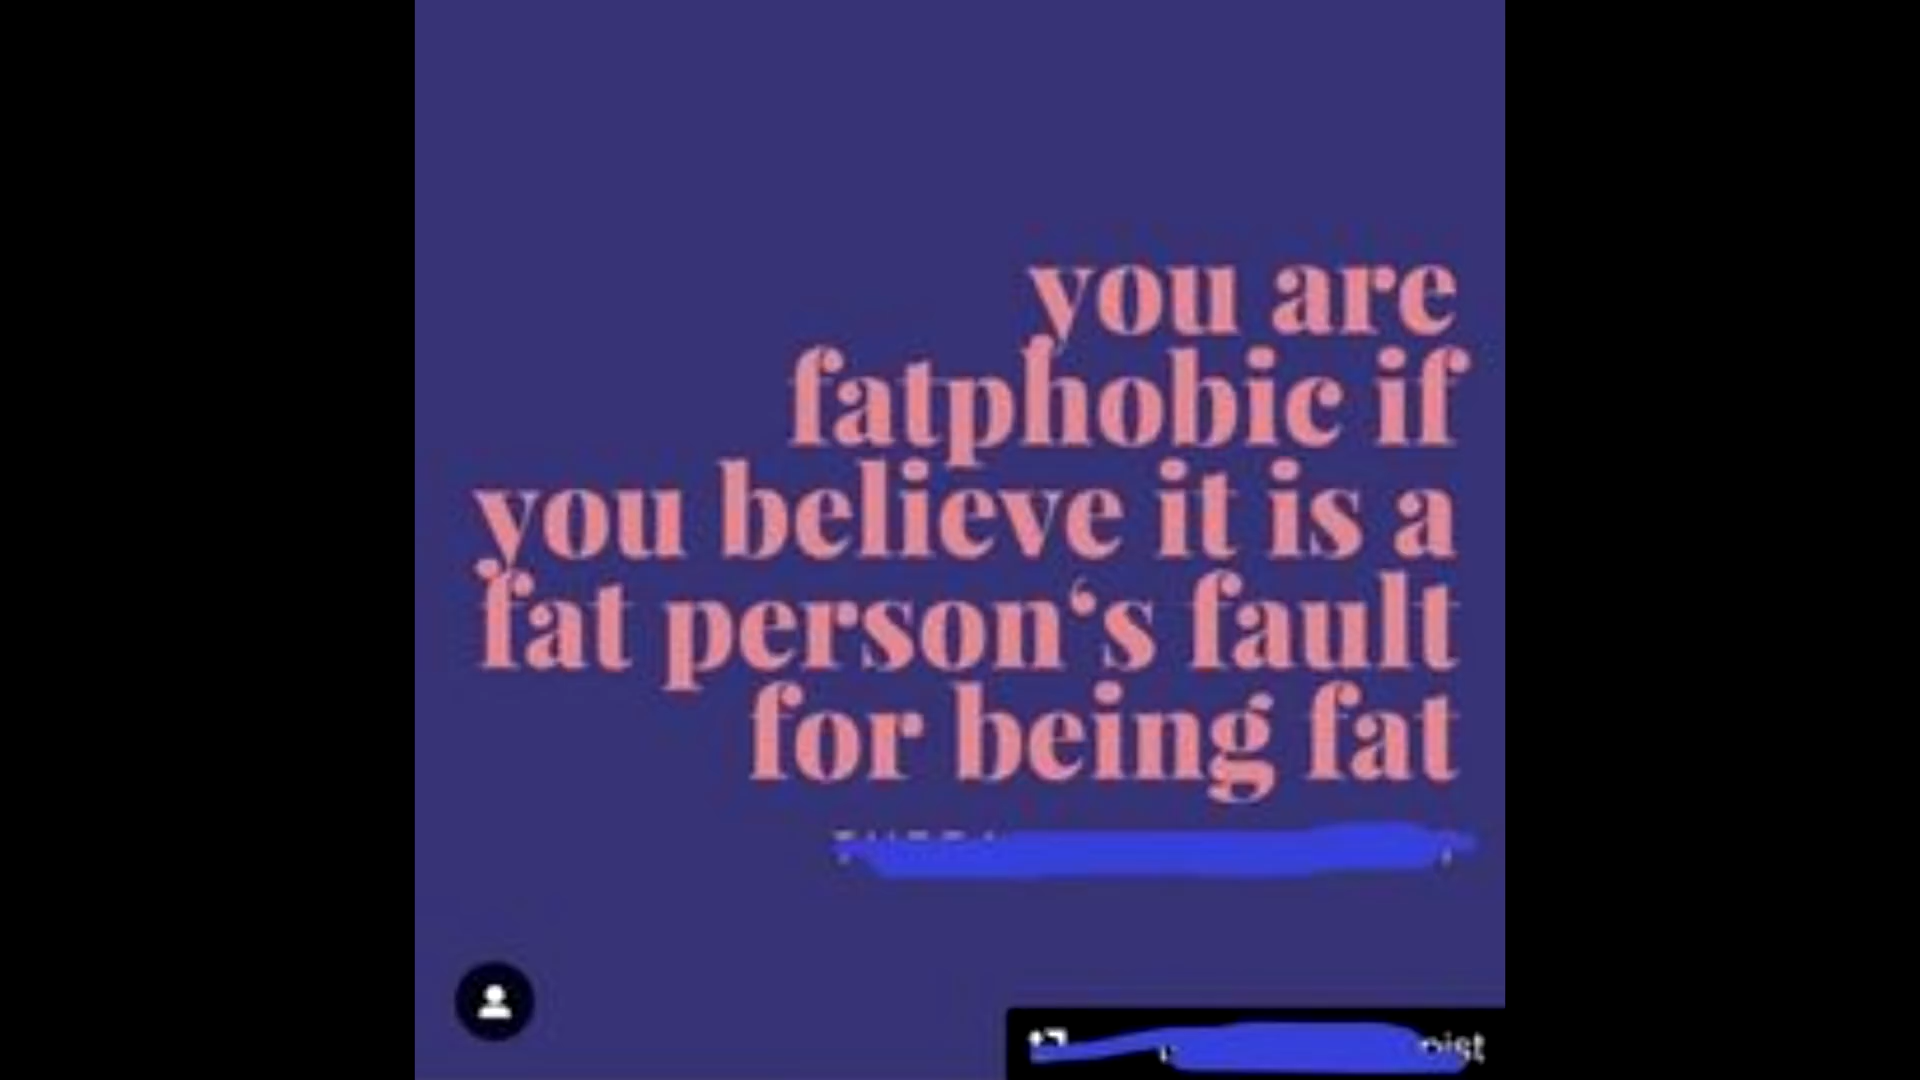 you are
fatphobic if
you believe it is a
fat person‘s fault
for being fat